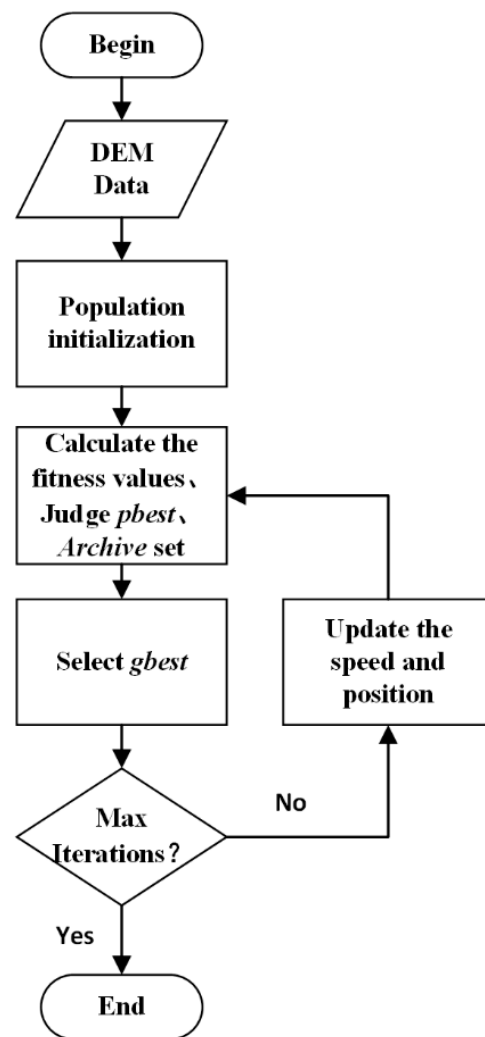 Begin
DEM
Data
Population
initialization
Calculate the
fitness values、
Judge pbest、
Archive set
Select gbest
Update the
speed and
position
Max
Iterations？
No
Yes
End